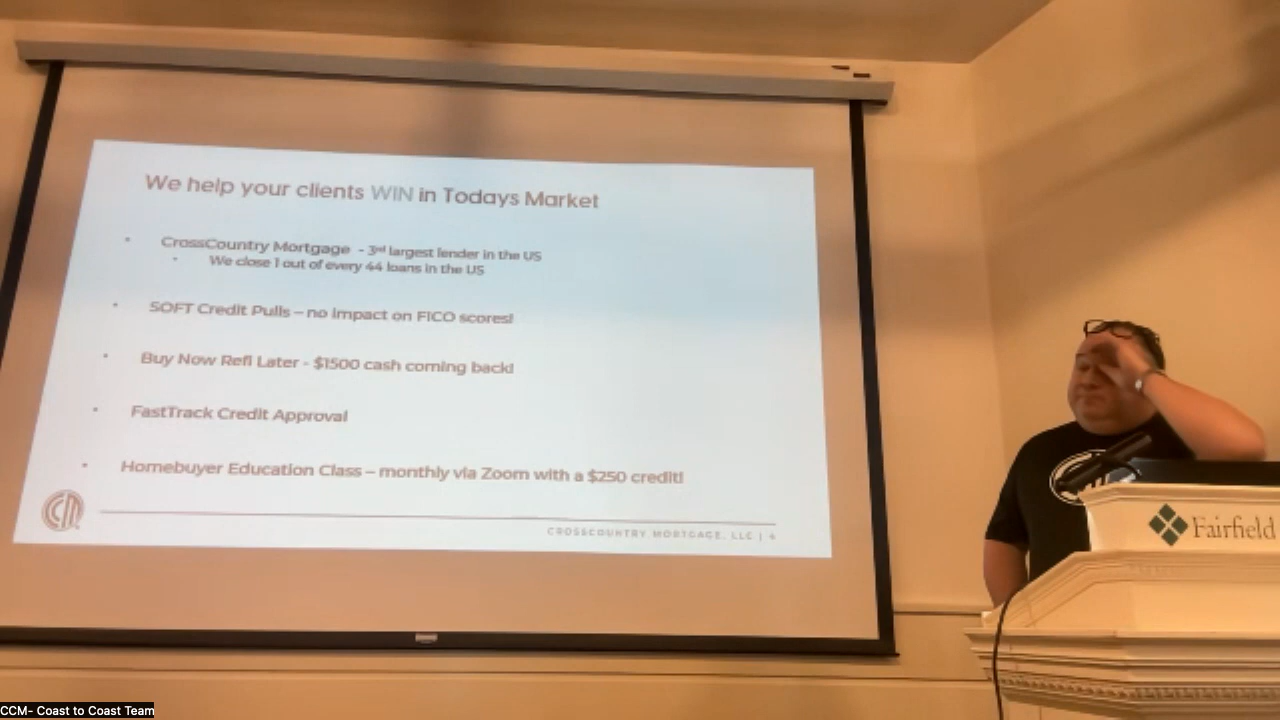 We help your clients WIN in Todays Market
• CrossCountry Mortgage - 3rd largest lender in the US
• We close 1 out of every 44 loans in the US
• SOFT Credit Pulls – no impact on FICO scores!
• Buy Now Refi Later - $1500 cash coming back!
• FastTrack Credit Approval
• Homebuyer Education Class – monthly via Zoom with a $250 credit!
CROSSCOUNTRY MORTGAGE, LLC | 6
Fairfield
CCM- Coast to Coast Team